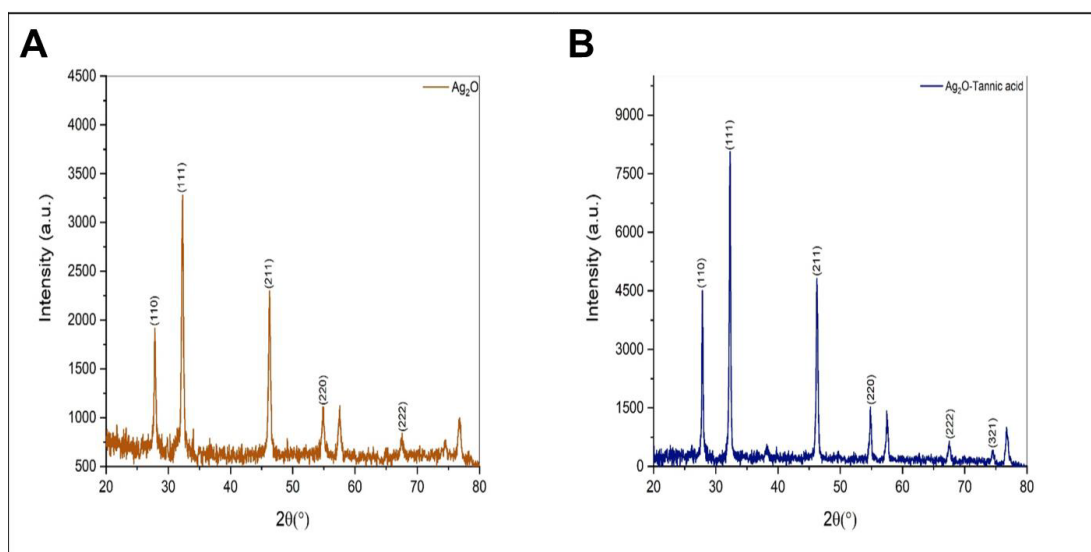 A
Intensity (a.u.)
4500
4000
3500
3000
2500
2000
1500
1000
500
Ag₂O
(110)
(111)
(211)
(220)
(222)
20 30 40 50 60 70 80
2θ(°)
B
Intensity (a.u.)
9000
7500
6000
4500
3000
1500
0
Ag₂O-Tannic acid
(110)
(111)
(211)
(220)
(222)
(321)
20 30 40 50 60 70 80
2θ(°)